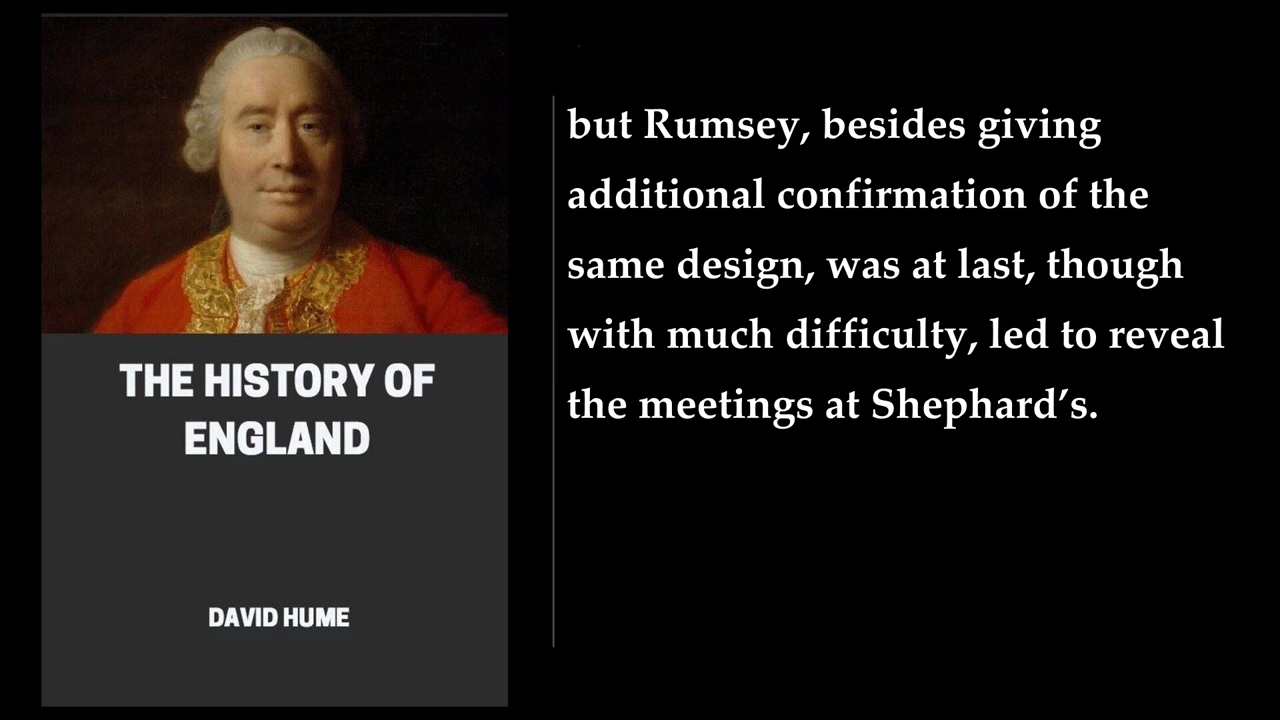 THE HISTORY OF
ENGLAND
DAVID HUME
but Rumsey, besides giving
additional confirmation of the
same design, was at last, though
with much difficulty, led to reveal
the meetings at Shephard’s.